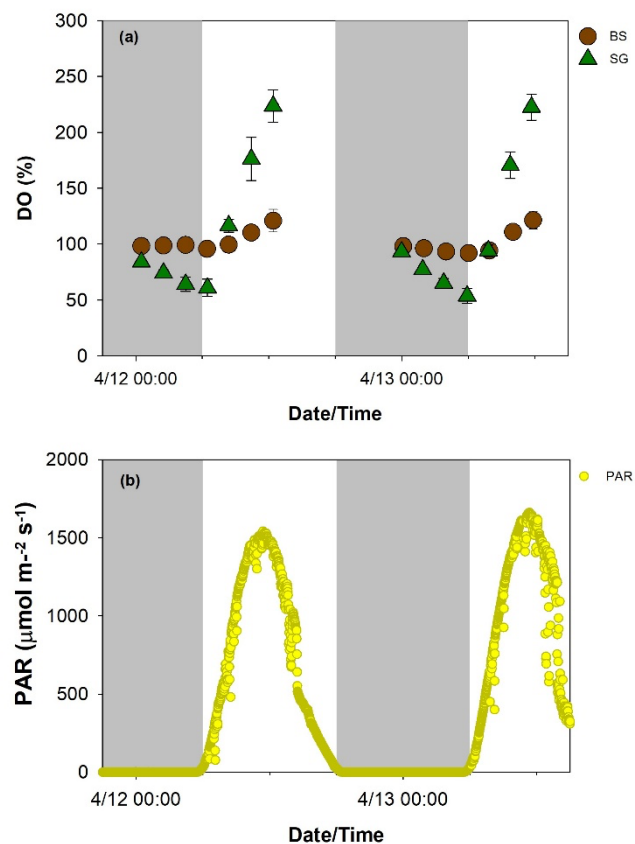 (a)
BS
SG
300
250
200
150
100
50
0
DO (%)
4/12 00:00
4/13 00:00
Date/Time
(b)
PAR
2000
1500
1000
500
0
PAR (μmol m-² s⁻¹)
4/12 00:00
4/13 00:00
Date/Time